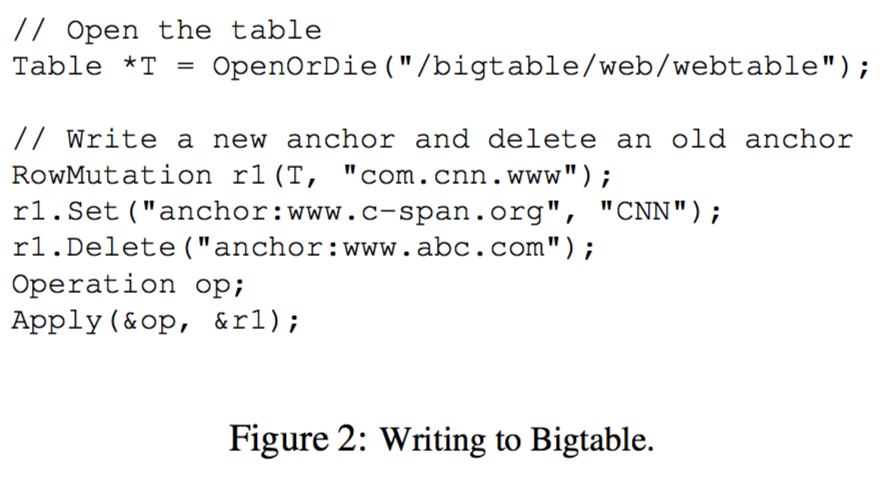 // Open the table
Table *T = OpenOrDie("/bigtable/web/webtable");
// Write a new anchor and delete an old anchor
RowMutation r1(T, "com.cnn.www");
r1.Set("anchor:www.c-span.org", "CNN");
r1.Delete("anchor:www.abc.com");
Operation op;
Apply(&op, &r1);
Figure 2: Writing to Bigtable.